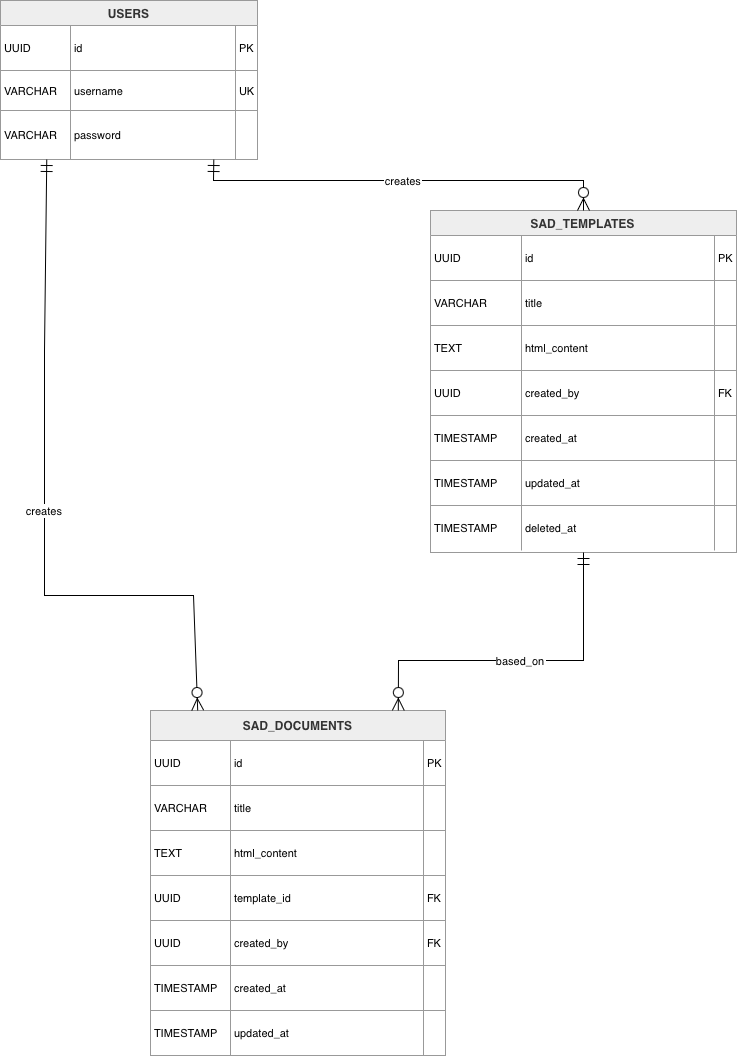 USERS
UUID id PK
VARCHAR username UK
VARCHAR password
creates
SAD_TEMPLATES
UUID id PK
VARCHAR title
TEXT html_content
UUID created_by FK
TIMESTAMP created_at
TIMESTAMP updated_at
TIMESTAMP deleted_at
creates
based_on
SAD_DOCUMENTS
UUID id PK
VARCHAR title
TEXT html_content
UUID template_id FK
UUID created_by FK
TIMESTAMP created_at
TIMESTAMP updated_at